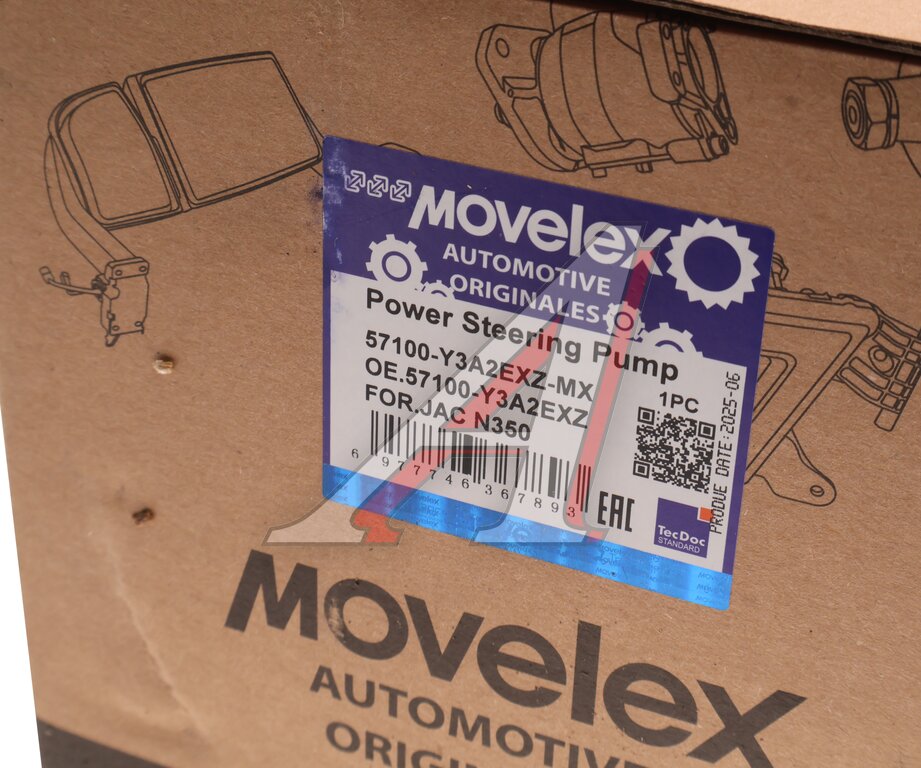 MOVELEX
AUTOMOTIVE
ORIGINALES
Power Steering Pump
57100-Y3A2EXZ-MX
OE.57100-Y3A2EXZ
FOR.JAC N350
1PC
PRODUE DATE:2025-06
6 977746 367893
EAC
TecDoc
STANDARD
MOVELEX
AUTOMOTIVE